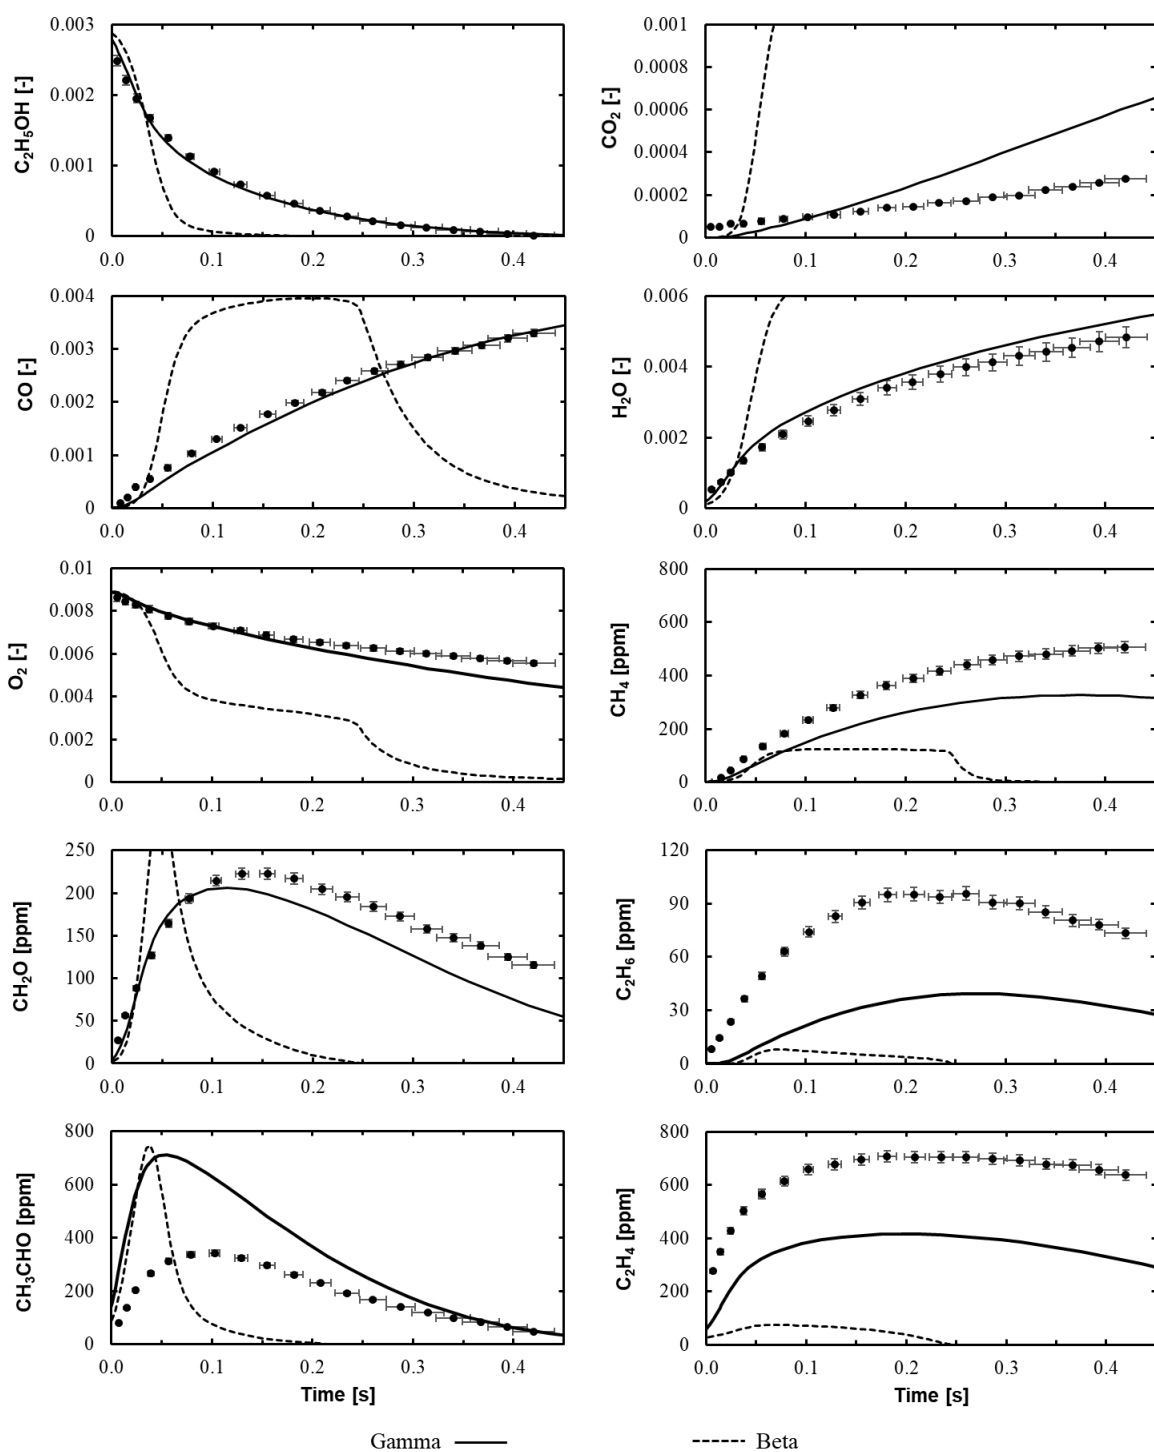 C2H5OH [-]
0.003
0.002
0.001
0
0.0 0.1 0.2 0.3 0.4
CO2 [-]
0.001
0.0008
0.0006
0.0004
0.0002
0
0.0 0.1 0.2 0.3 0.4
CO [-]
0.004
0.003
0.002
0.001
0
0.0 0.1 0.2 0.3 0.4
H2O [-]
0.006
0.004
0.002
0
0.0 0.1 0.2 0.3 0.4
O2 [-]
0.01
0.008
0.006
0.004
0.002
0
0.0 0.1 0.2 0.3 0.4
CH4 [ppm]
800
600
400
200
0
0.0 0.1 0.2 0.3 0.4
CH2O [ppm]
250
200
150
100
50
0
0.0 0.1 0.2 0.3 0.4
C2H6 [ppm]
120
90
60
30
0
0.0 0.1 0.2 0.3 0.4
CH3CHO [ppm]
800
600
400
200
0
0.0 0.1 0.2 0.3 0.4
Time [s]
C2H4 [ppm]
800
600
400
200
0
0.0 0.1 0.2 0.3 0.4
Time [s]
Gamma
Beta